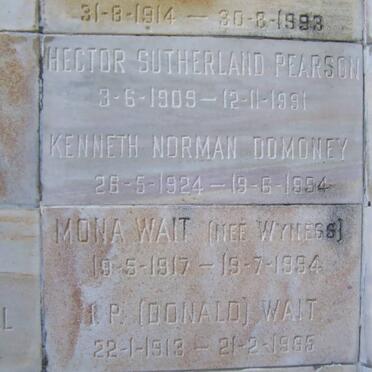 31-8-1914 — 30-8-1993
HECTOR SUTHERLAND PEARSON
3-6-1909 — 12-11-1991
KENNETH NORMAN DOMONEY
26-5-1924 — 19-6-1994
MONA WAIT (NEE WYNESS)
19-5-1917 — 19-7-1994
P. (DONALD) WAIT
22-1-1913 — 21-2-1995
L